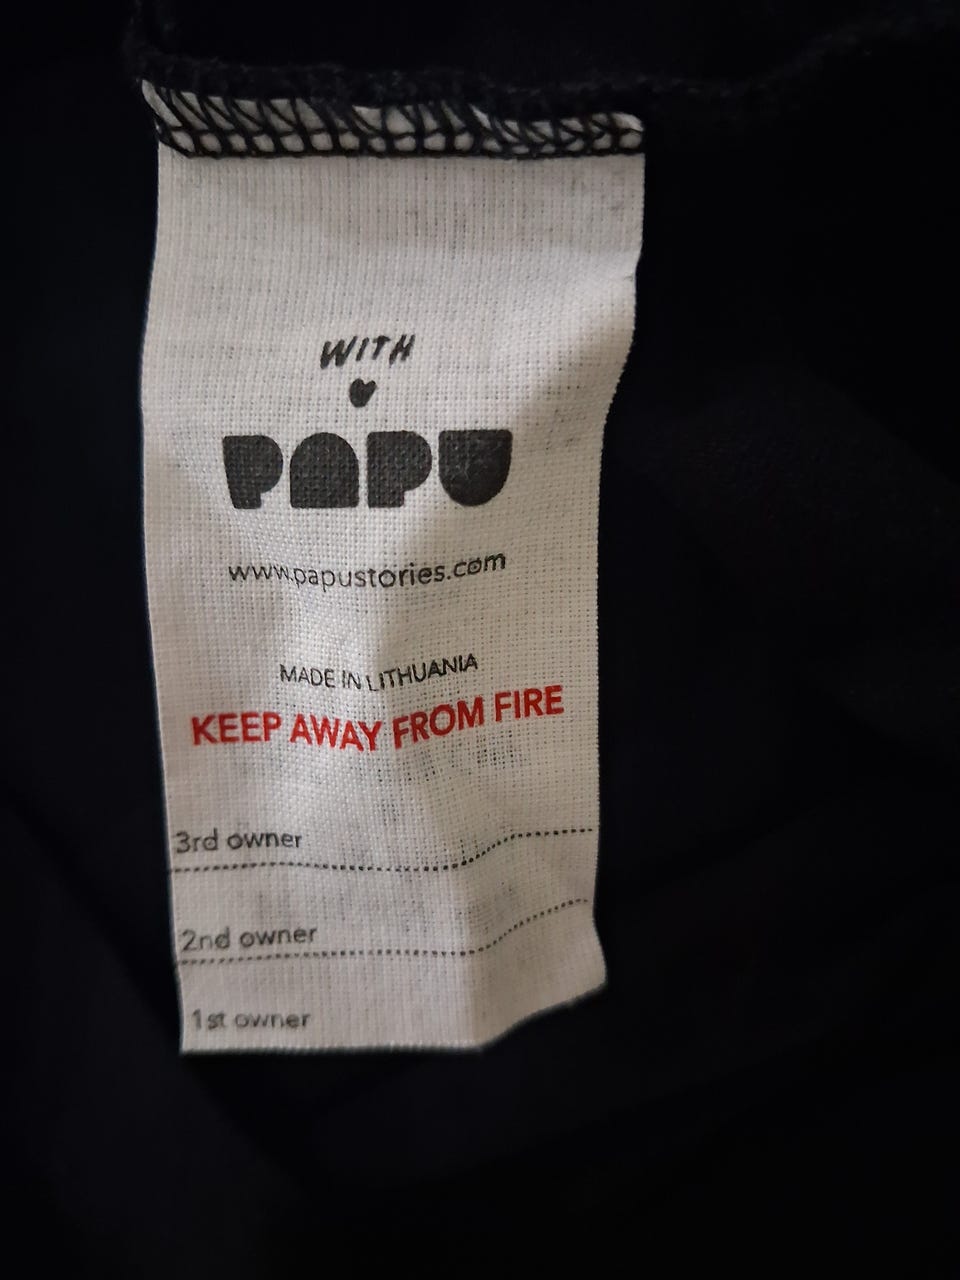 WITH
PAPU
www.papustories.com
MADE IN LITHUANIA
KEEP AWAY FROM FIRE
3rd owner
2nd owner
1st owner